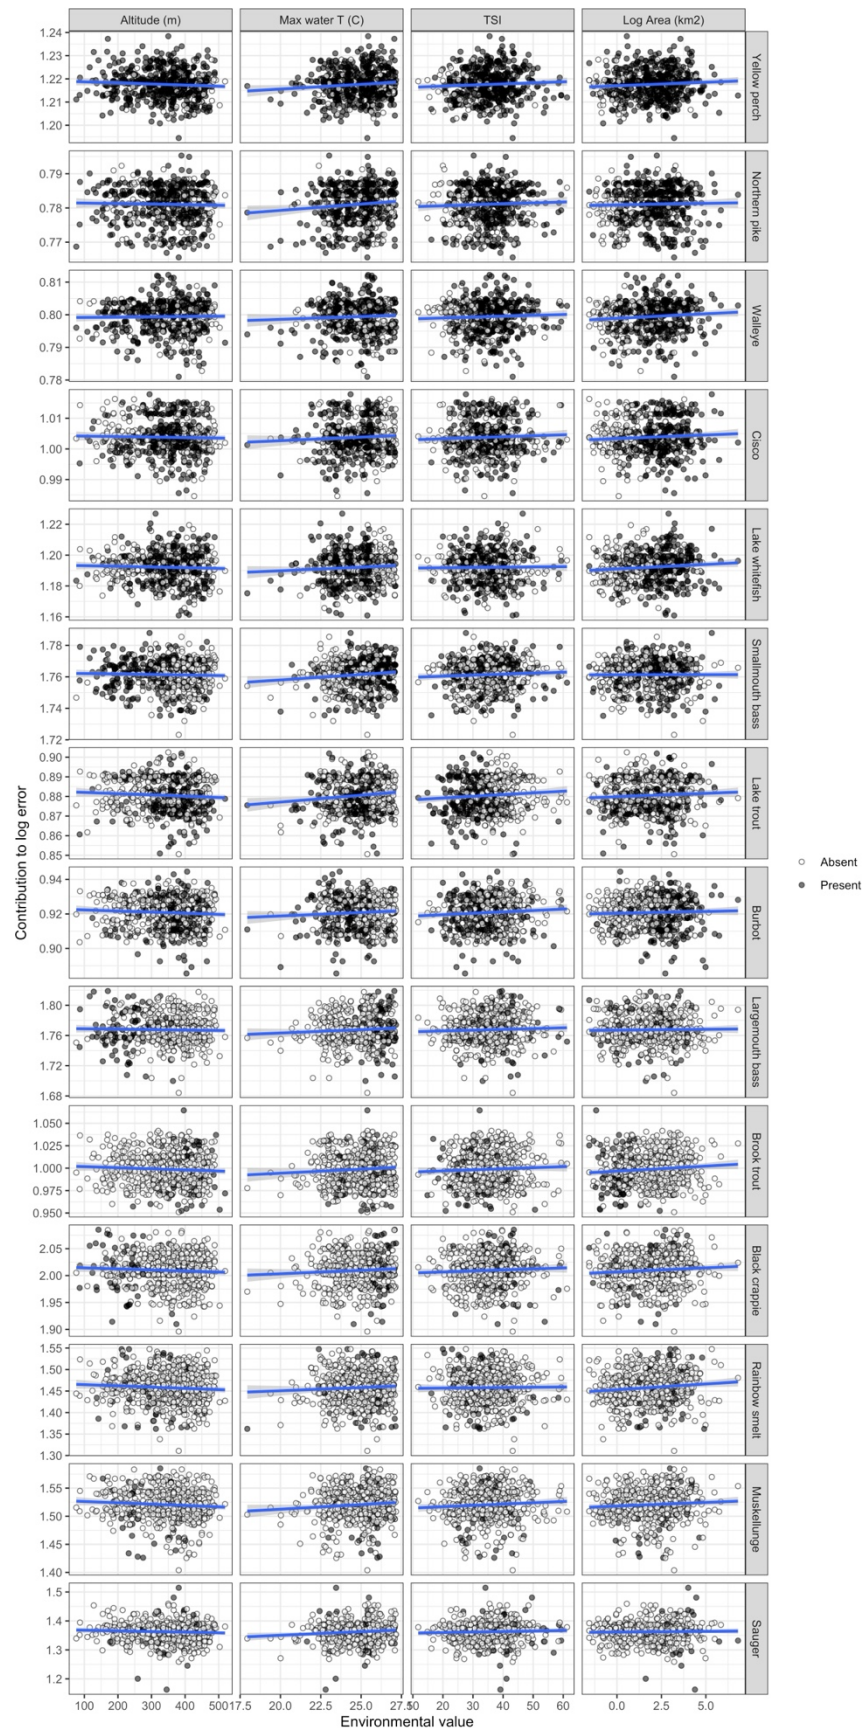 Altitude (m) Max water T (C) TSI Log Area (km2)
1.24
1.23
1.22
1.21
1.20
Yellow perch
0.79
0.78
0.77
Northern pike
0.81
0.80
0.79
0.78
Walleye
1.01
1.00
0.99
Cisco
1.22
1.20
1.18
1.16
Lake whitefish
1.78
1.76
1.74
1.72
Smallmouth bass
0.90
0.89
0.88
0.87
0.86
0.85
Lake trout
Contribution to log error
Absent
Present
0.94
0.92
0.90
Burbot
1.80
1.76
1.72
1.68
Largemouth bass
1.050
1.025
1.000
0.975
0.950
Brook trout
2.05
2.00
1.95
1.90
Black crappie
1.55
1.50
1.45
1.40
1.35
1.30
Rainbow smelt
1.55
1.50
1.45
1.40
Muskellunge
1.5
1.4
1.3
1.2
Sauger
100 200 300 400 500 17.5 20.0 22.5 25.0 27.5 10 20 30 40 50 60 0.0 2.5 5.0
Environmental value